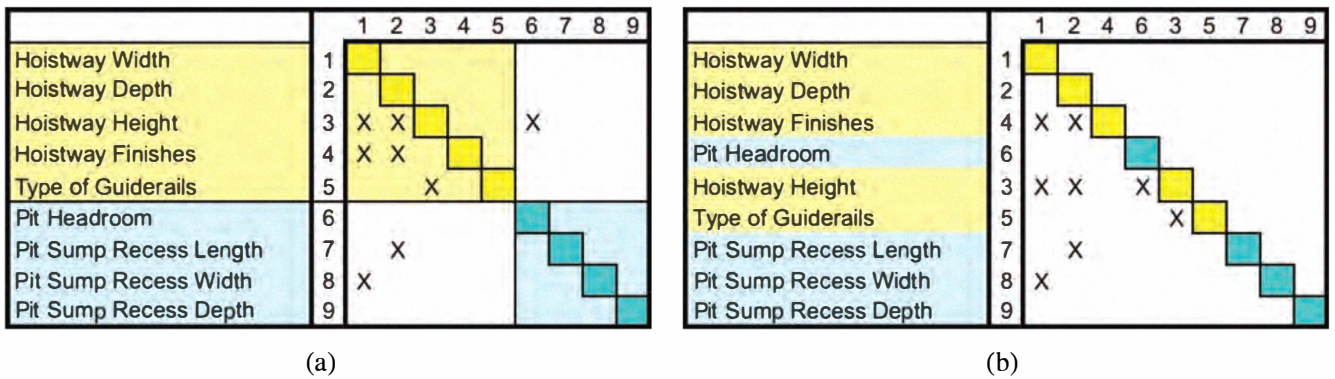 1 2 3 4 5 6 7 8 9
Hoistway Width 1
Hoistway Depth 2
Hoistway Height 3 X X X
Hoistway Finishes 4 X X
Type of Guiderails 5 X
Pit Headroom 6
Pit Sump Recess Length 7 X
Pit Sump Recess Width 8 X
Pit Sump Recess Depth 9
(a)
1 2 6 3 5 7 8 9
Hoistway Width 1
Hoistway Depth 2
Hoistway Finishes 4 X X
Pit Headroom 6
Hoistway Height 3 X X X
Type of Guiderails 5 X
Pit Sump Recess Length 7 X
Pit Sump Recess Width 8 X
Pit Sump Recess Depth 9
(b)